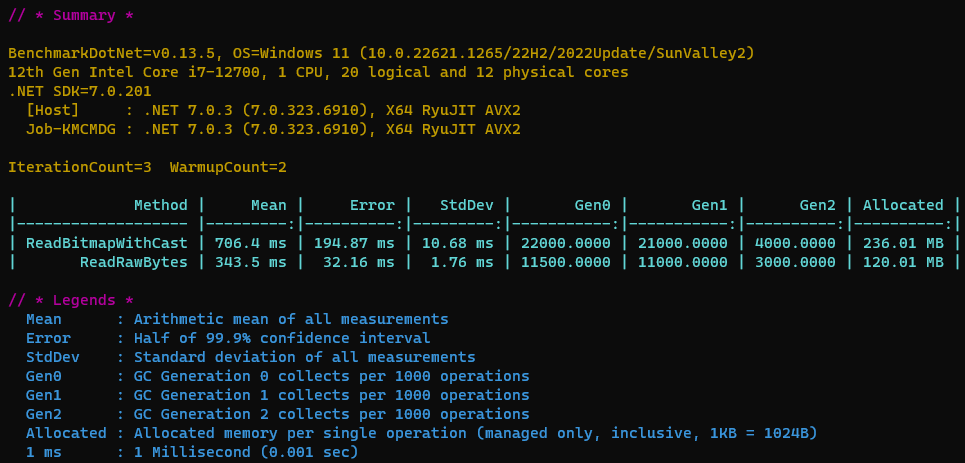 // * Summary *
BenchmarkDotNet=v0.13.5, OS=Windows 11 (10.0.22621.1265/22H2/2022Update/SunValley2)
12th Gen Intel Core i7-12700, 1 CPU, 20 logical and 12 physical cores
.NET SDK=7.0.201
  [Host]     : .NET 7.0.3 (7.0.323.6910), X64 RyuJIT AVX2
  Job-KMCMDG : .NET 7.0.3 (7.0.323.6910), X64 RyuJIT AVX2
IterationCount=3  WarmupCount=2
|             Method |     Mean |     Error |   StdDev |       Gen0 |       Gen1 |      Gen2 | Allocated |
|------------------- |---------:|----------:|---------:|-----------:|-----------:|----------:|----------:|
| ReadBitmapWithCast | 706.4 ms | 194.87 ms | 10.68 ms | 22000.0000 | 21000.0000 | 4000.0000 | 236.01 MB |
|       ReadRawBytes | 343.5 ms |  32.16 ms |  1.76 ms | 11500.0000 | 11000.0000 | 3000.0000 | 120.01 MB |
// * Legends *
  Mean      : Arithmetic mean of all measurements
  Error     : Half of 99.9% confidence interval
  StdDev    : Standard deviation of all measurements
  Gen0      : GC Generation 0 collects per 1000 operations
  Gen1      : GC Generation 1 collects per 1000 operations
  Gen2      : GC Generation 2 collects per 1000 operations
  Allocated : Allocated memory per single operation (managed only, inclusive, 1KB = 1024B)
  1 ms      : 1 Millisecond (0.001 sec)